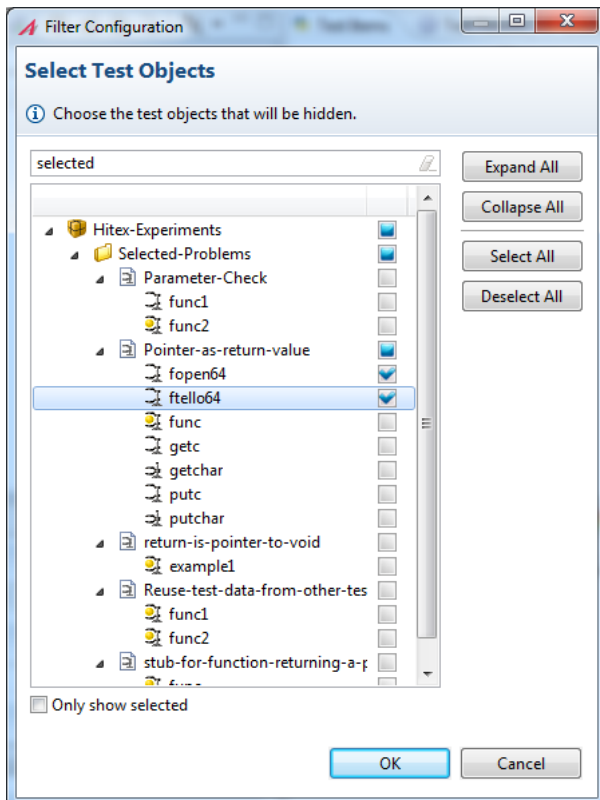 Filter Configuration
Select Test Objects
Choose the test objects that will be hidden.
selected
Expand All
Collapse All
Select All
Deselect All
Hitex-Experiments
Selected-Problems
Parameter-Check
func1
func2
Pointer-as-return-value
fopen64
ftello64
func
getc
getchar
putc
putchar
return-is-pointer-to-void
example1
Reuse-test-data-from-other-tes
func1
func2
stub-for-function-returning-a-p
Only show selected
OK
Cancel